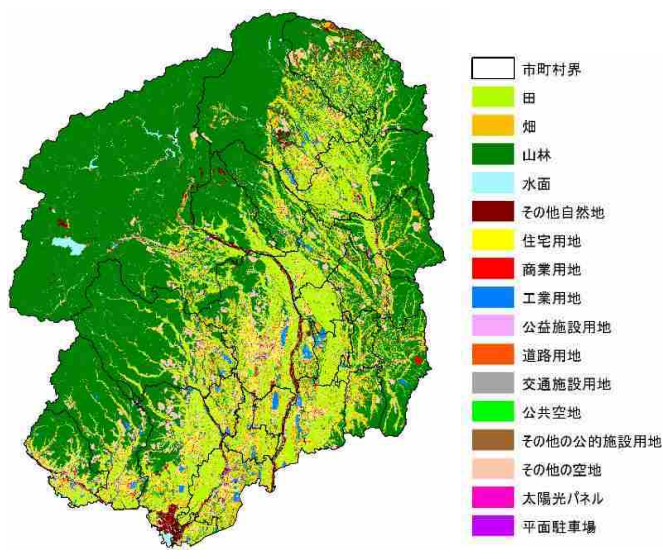 市町村界
田
畑
山林
水面
その他自然地
住宅用地
商業用地
工業用地
公益施設用地
道路用地
交通施設用地
公共空地
その他の公的施設用地
その他の空地
太陽光パネル
平面駐車場